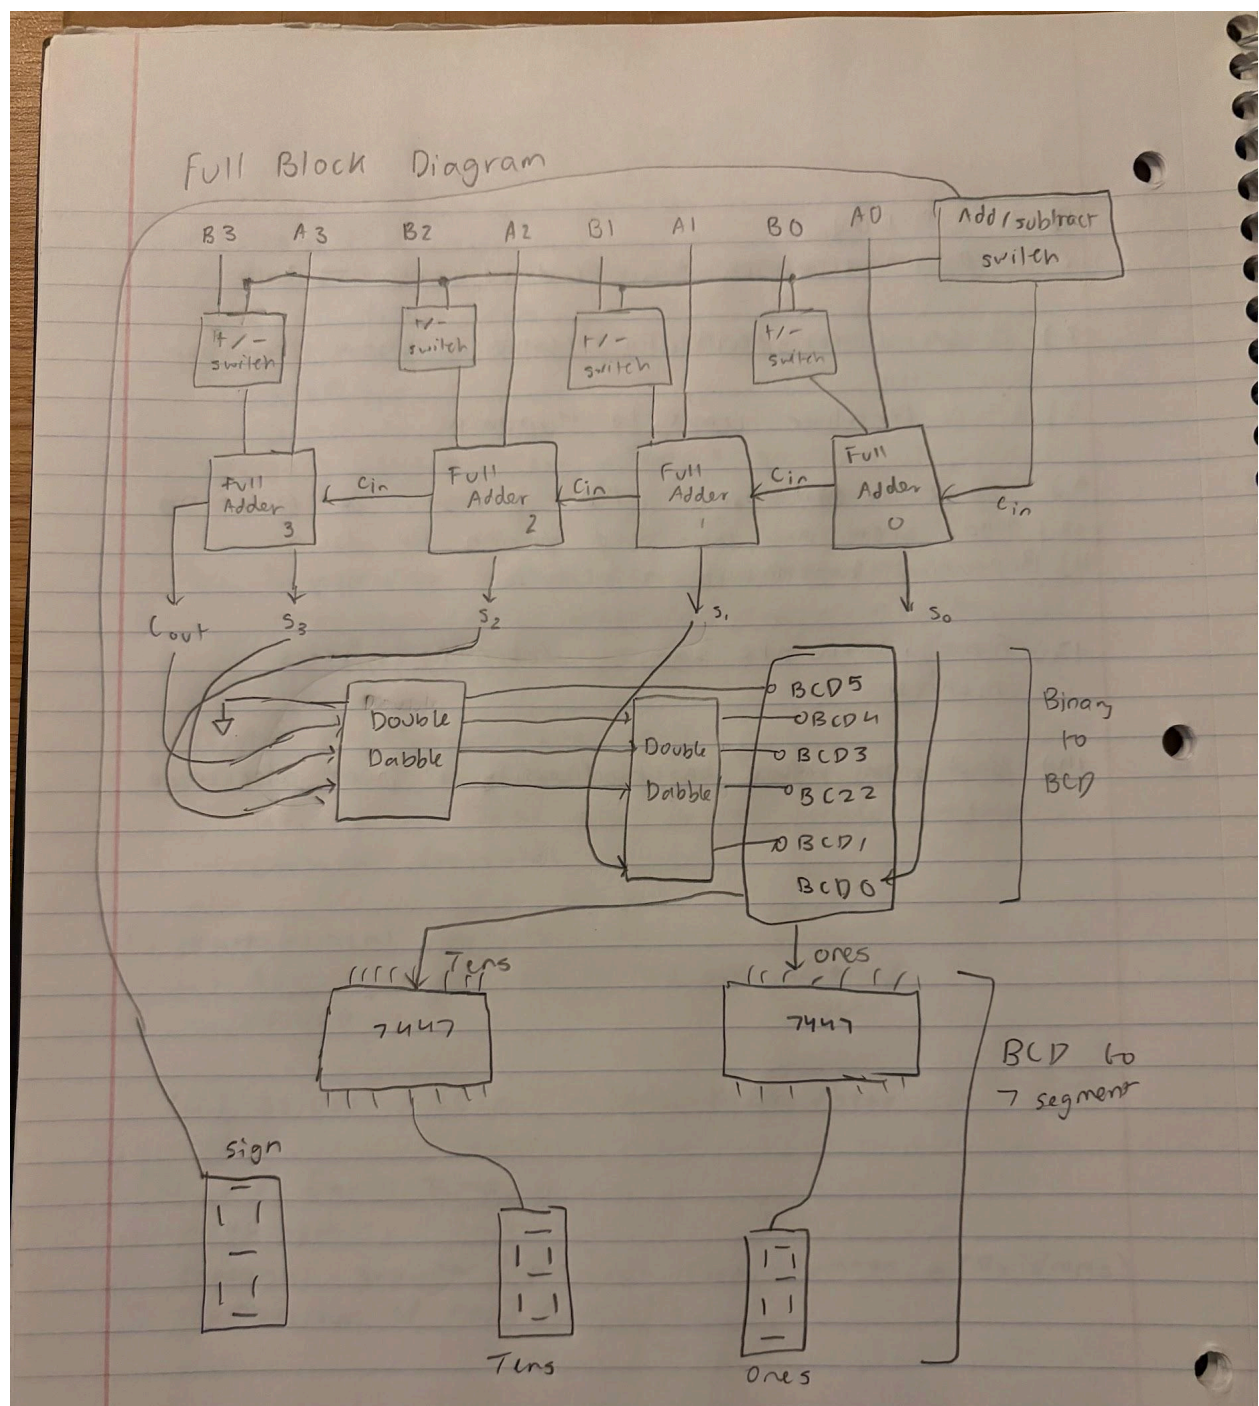 Full Block Diagram
B3 A3 B2 A2 B1 A1 B0 A0
Add/subtract
switch
+/-
switch
+/-
switch
+/-
switch
+/-
switch
Full
Adder
3
Cin
Full
Adder
2
Cin
Full
Adder
1
Cin
Full
Adder
0
Cin
Cout S3 S2 S1 S0
Double
Dabble
Double
Dabble
BCD5
BCD4
BCD3
BC22
BCD1
BCD0
Binary
to
BCD
Tens
Ones
7447
7447
BCD to
7 segment
Sign
Tens
Ones